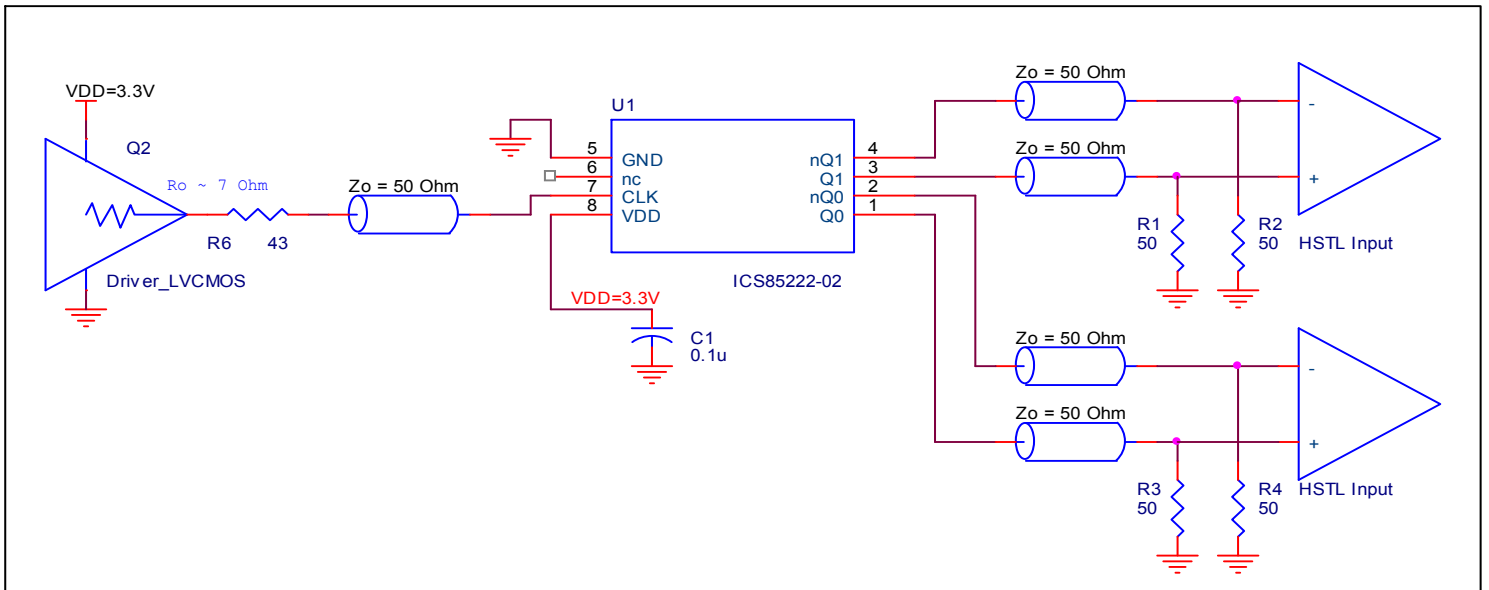 VDD=3.3V
Q2
Ro ~ 7 Ohm
R6 43
Driver_LVCMOS
Zo = 50 Ohm
U1
5 GND
6 nc
7 CLK
8 VDD
nQ1 4
Q1 3
nQ0 2
Q0 1
ICS85222-02
VDD=3.3V
C1
0.1u
Zo = 50 Ohm
Zo = 50 Ohm
-
+
R1
50
R2
50
HSTL Input
Zo = 50 Ohm
Zo = 50 Ohm
-
+
R3
50
R4
50
HSTL Input